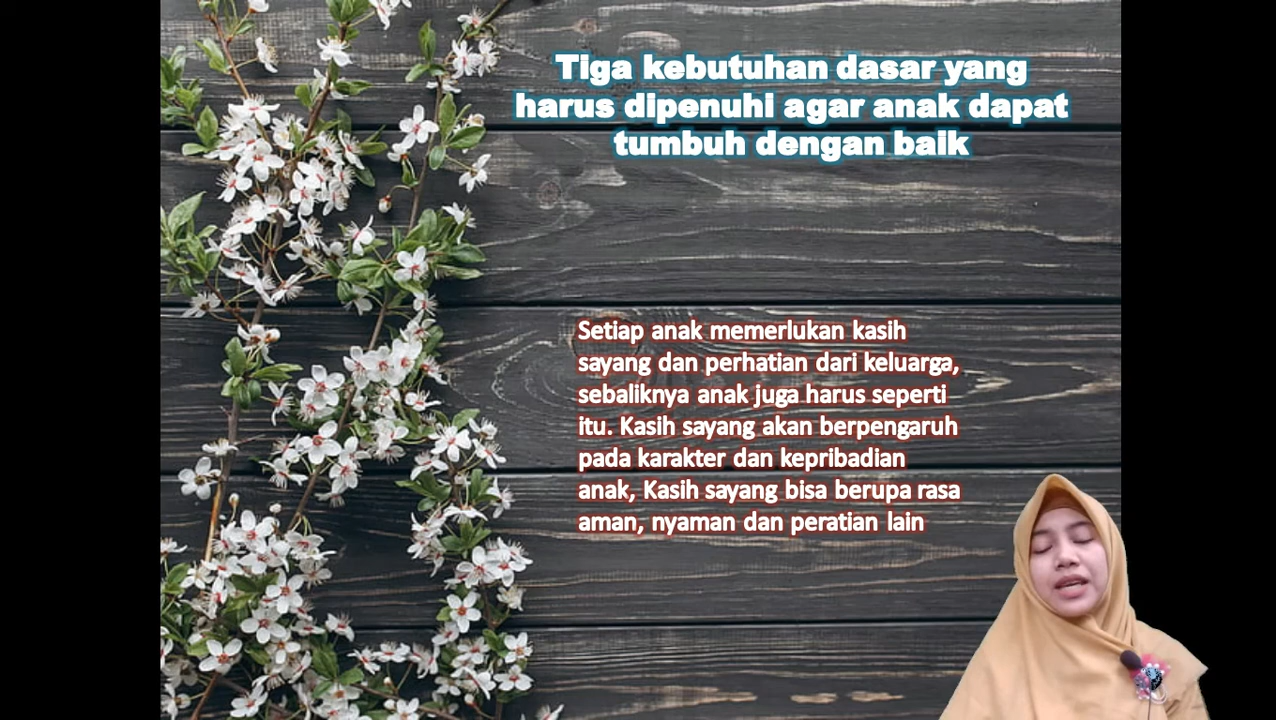 Tiga kebutuhan dasar yang
harus dipenuhi agar anak dapat
tumbuh dengan baik
Setiap anak memerlukan kasih
sayang dan perhatian dari keluarga,
sebaliknya anak juga harus seperti
itu. Kasih sayang akan berpengaruh
pada karakter dan kepribadian
anak, Kasih sayang bisa berupa rasa
aman, nyaman dan peratian lain